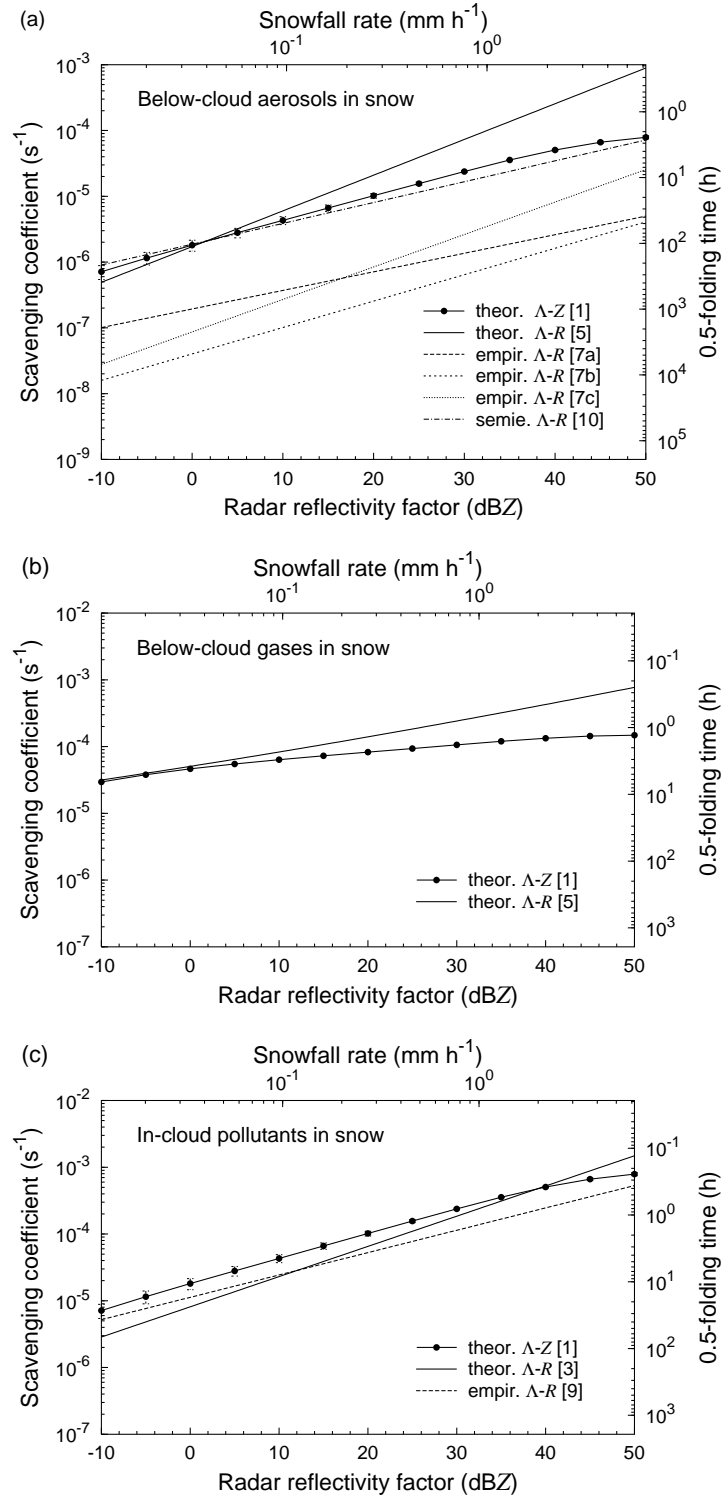 (a)
Snowfall rate (mm h⁻¹)
10⁻¹ 10⁰
Below-cloud aerosols in snow
Scavenging coefficient (s⁻¹)
10⁻³
10⁻⁴
10⁻⁵
10⁻⁶
10⁻⁷
10⁻⁸
10⁻⁹
0.5-folding time (h)
10⁰
10¹
10²
10³
10⁴
10⁵
theor. Λ-Z [1]
theor. Λ-R [5]
empir. Λ-R [7a]
empir. Λ-R [7b]
empir. Λ-R [7c]
semie. Λ-R [10]
-10 0 10 20 30 40 50
Radar reflectivity factor (dBZ)
(b)
Snowfall rate (mm h⁻¹)
10⁻¹ 10⁰
Below-cloud gases in snow
Scavenging coefficient (s⁻¹)
10⁻²
10⁻³
10⁻⁴
10⁻⁵
10⁻⁶
10⁻⁷
0.5-folding time (h)
10⁻¹
10⁰
10¹
10²
10³
theor. Λ-Z [1]
theor. Λ-R [5]
-10 0 10 20 30 40 50
Radar reflectivity factor (dBZ)
(c)
Snowfall rate (mm h⁻¹)
10⁻¹ 10⁰
In-cloud pollutants in snow
Scavenging coefficient (s⁻¹)
10⁻²
10⁻³
10⁻⁴
10⁻⁵
10⁻⁶
10⁻⁷
0.5-folding time (h)
10⁻¹
10⁰
10¹
10²
10³
theor. Λ-Z [1]
theor. Λ-R [3]
empir. Λ-R [9]
-10 0 10 20 30 40 50
Radar reflectivity factor (dBZ)